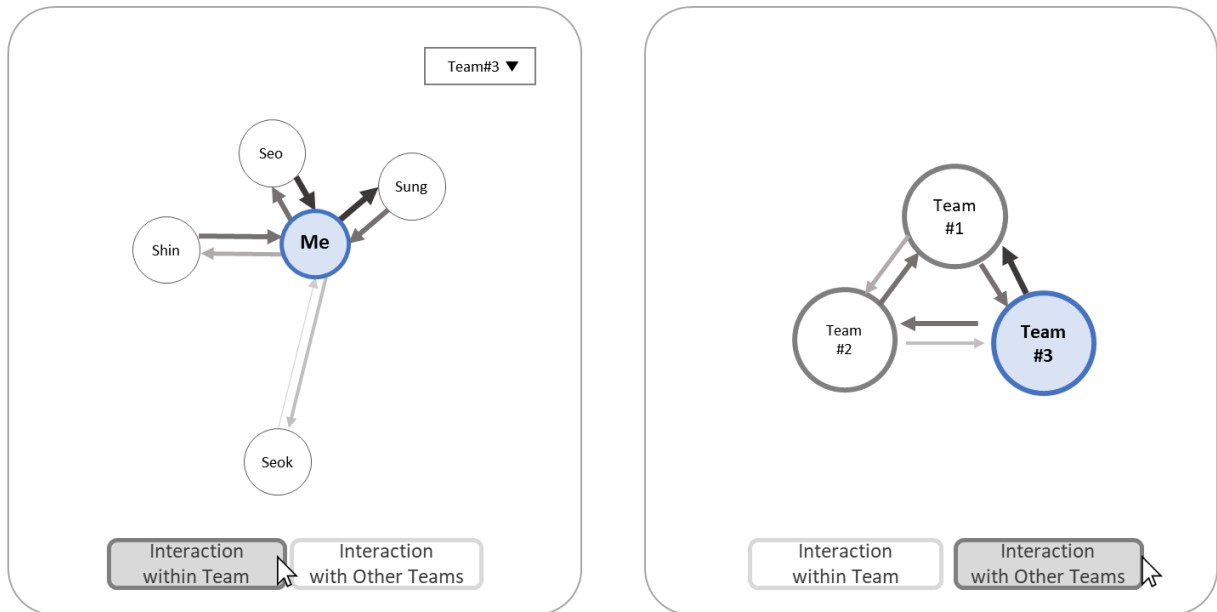 Team#3 ▼
Seo
Sung
Me
Shin
Seok
Interaction
within Team
Interaction
with Other Teams
Team
#1
Team
#2
Team
#3
Interaction
within Team
Interaction
with Other Teams